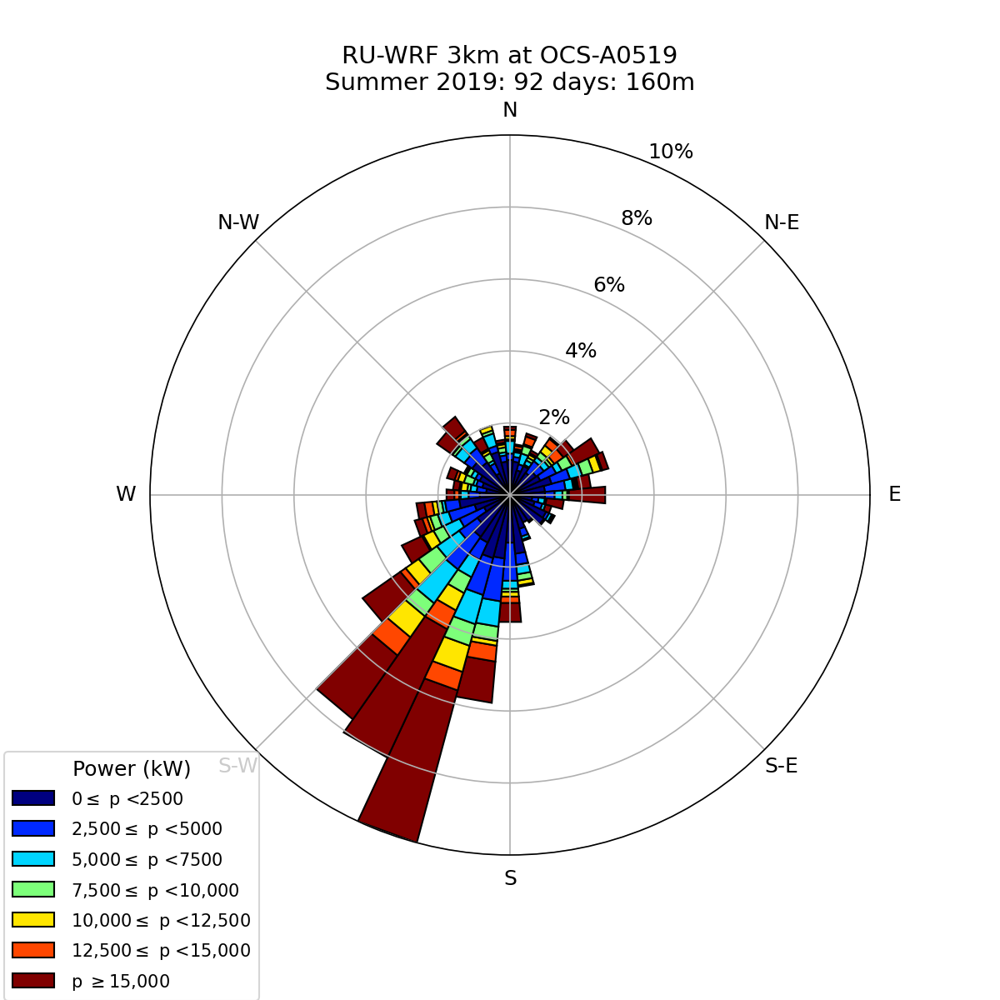 RU-WRF 3km at OCS-A0519
Summer 2019: 92 days: 160m
N
10%
8%
N-W
N-E
6%
4%
2%
W
E
S-W
S-E
S
Power (kW)
0≤ p <2500
2,500≤ p <5000
5,000≤ p <7500
7,500≤ p <10,000
10,000≤ p <12,500
12,500≤ p <15,000
p ≥15,000